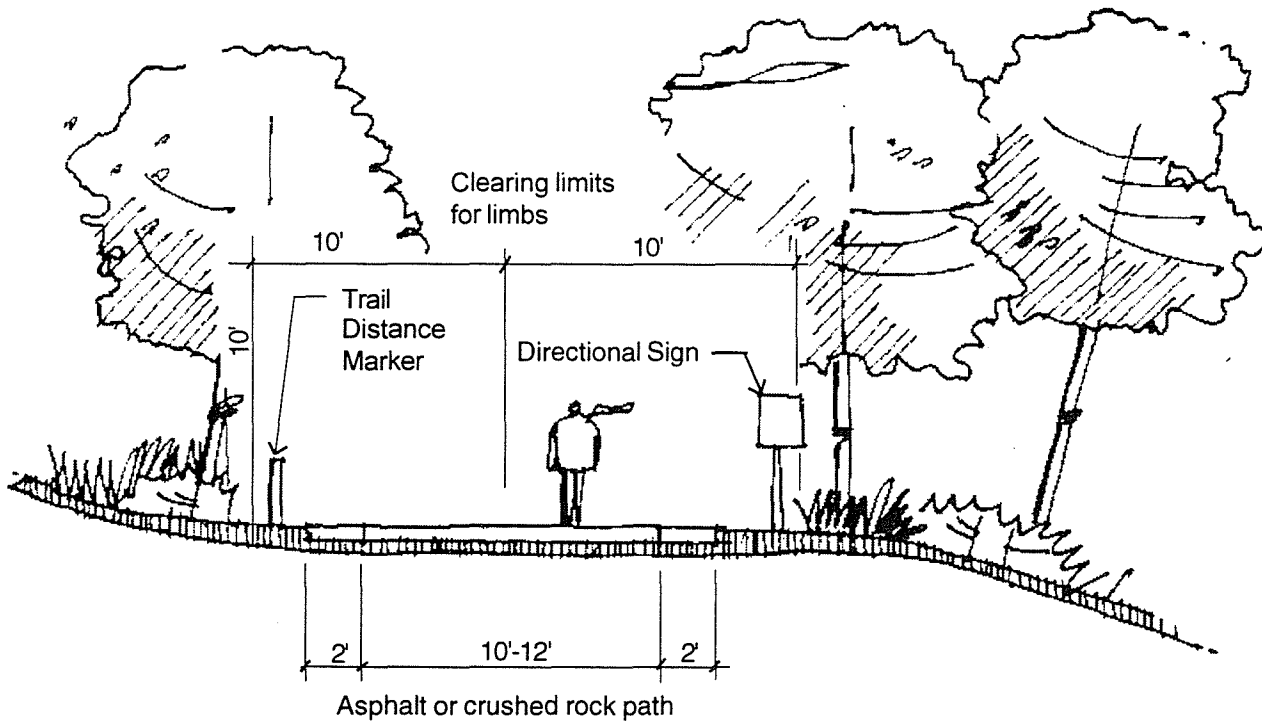 Clearing limits
for limbs
10'
10'
10'
Trail
Distance
Marker
Directional Sign
2'
10'-12'
2'
Asphalt or crushed rock path